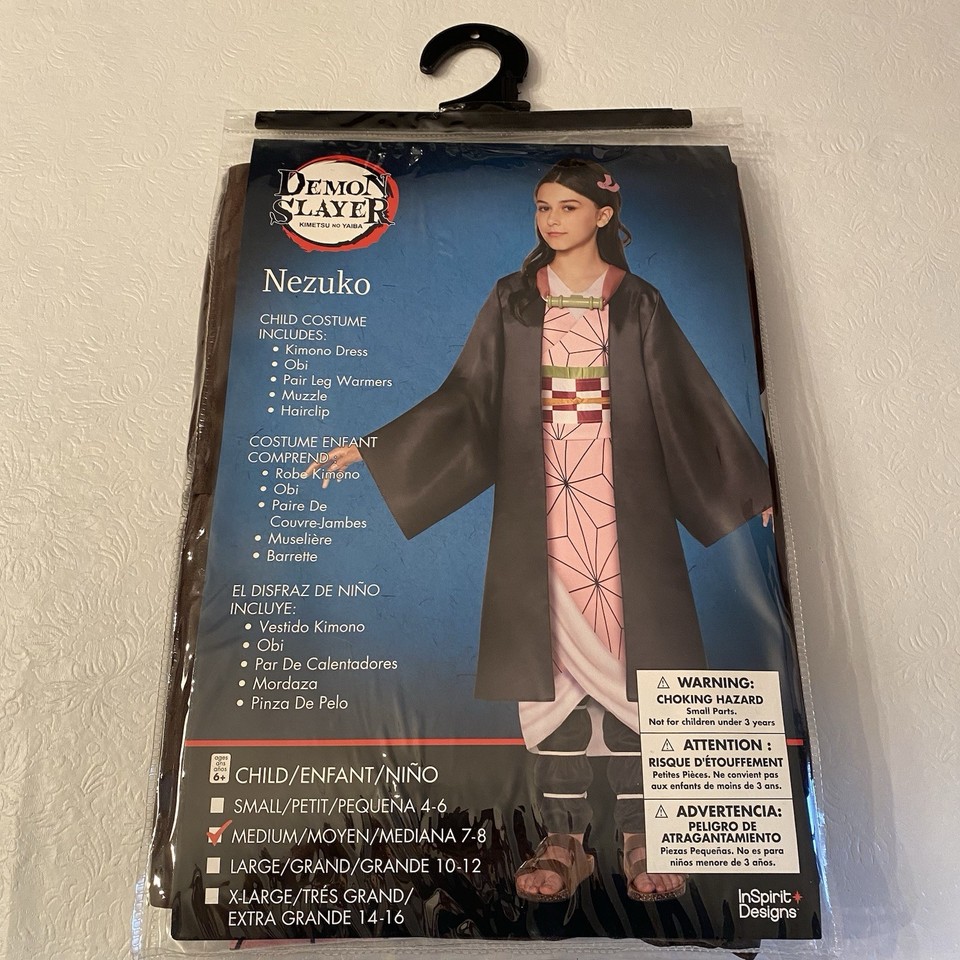 DEMON
SLAYER
KIMETSU NO YAIBA
Nezuko
CHILD COSTUME
INCLUDES:
• Kimono Dress
• Obi
• Pair Leg Warmers
• Muzzle
• Hairclip
COSTUME ENFANT
COMPREND :
• Robe Kimono
• Obi
• Paire De
Couvre-Jambes
• Muselière
• Barrette
EL DISFRAZ DE NIÑO
INCLUYE:
• Vestido Kimono
• Obi
• Par De Calentadores
• Mordaza
• Pinza De Pelo
ages
ans
años
6+
CHILD/ENFANT/NIÑO
SMALL/PETIT/PEQUEÑA 4-6
MEDIUM/MOYEN/MEDIANA 7-8
LARGE/GRAND/GRANDE 10-12
X-LARGE/TRÉS GRAND/
EXTRA GRANDE 14-16
⚠ WARNING:
CHOKING HAZARD
Small Parts.
Not for children under 3 years
⚠ ATTENTION :
RISQUE D'ÉTOUFFEMENT
Petites Pièces. Ne convient pas
aux enfants de moins de 3 ans.
⚠ ADVERTENCIA:
PELIGRO DE
ATRAGANTAMIENTO
Piezas Pequeñas. No es para
niños menore de 3 años.
InSpirit
Designs